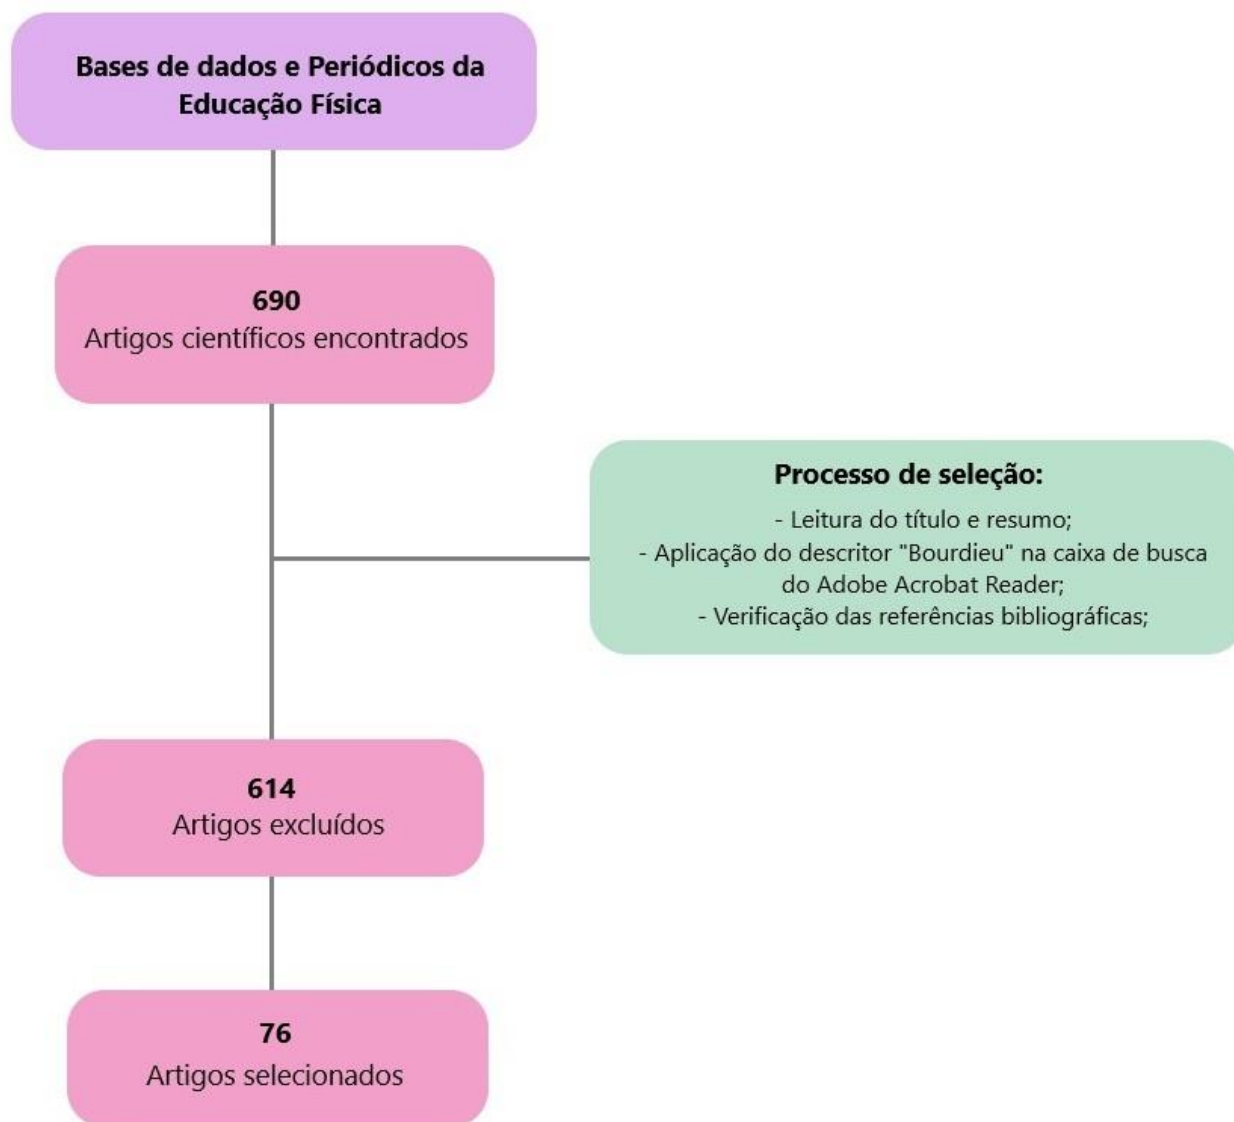 Bases de dados e Periódicos da
Educação Física
690
Artigos científicos encontrados
Processo de seleção:
- Leitura do título e resumo;
- Aplicação do descritor "Bourdieu" na caixa de busca
do Adobe Acrobat Reader;
- Verificação das referências bibliográficas;
614
Artigos excluídos
76
Artigos selecionados